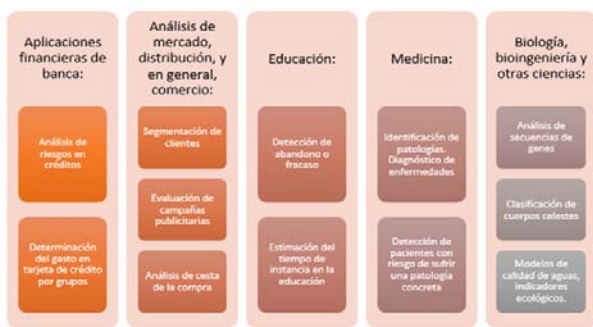 Aplicaciones
financieras de
banca:
Análisis de
riesgos en
créditos
Determinación
del gasto en
tarjeta de crédito
por grupos
Análisis de
mercado,
distribución, y
en general,
comercio:
Segmentación de
clientes
Evaluación de
campañas
publicitarias
Análisis de cesta
de la compra
Educación:
Detección de
abandono o
fracaso
Estimación del
tiempo de
instancia en la
educación
Medicina:
Identificación de
patologías.
Diagnóstico de
enfermedades
Detección de
pacientes con
riesgo de sufrir
una patología
concreta
Biología,
bioingeniería y
otras ciencias:
Análisis de
secuencias de
genes
Clasificación de
cuerpos celestes
Modelos de
calidad de aguas,
indicadores
ecológicos.